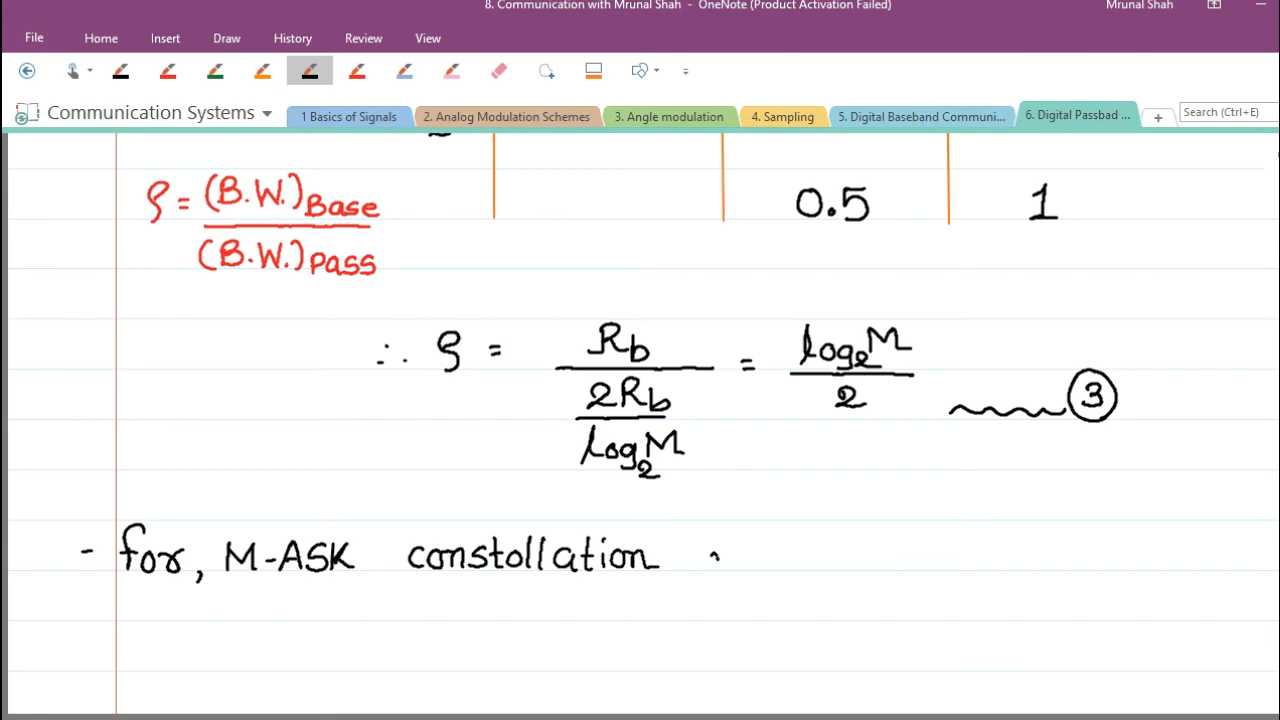 8. Communication with Mrunal Shah - OneNote (Product Activation Failed) Mrunal Shah
File Home Insert Draw History Review View
Communication Systems 1 Basics of Signals 2. Analog Modulation Schemes 3. Angle modulation 4. Sampling 5. Digital Baseband Communi... 6. Digital Passbad ... + Search (Ctrl+E)
ρ = (B.W.)Base / (B.W.)Pass 0.5 1
∴ ρ = Rb / (2Rb / log2M) = log2M / 2 3
- for, M-ASK constollation